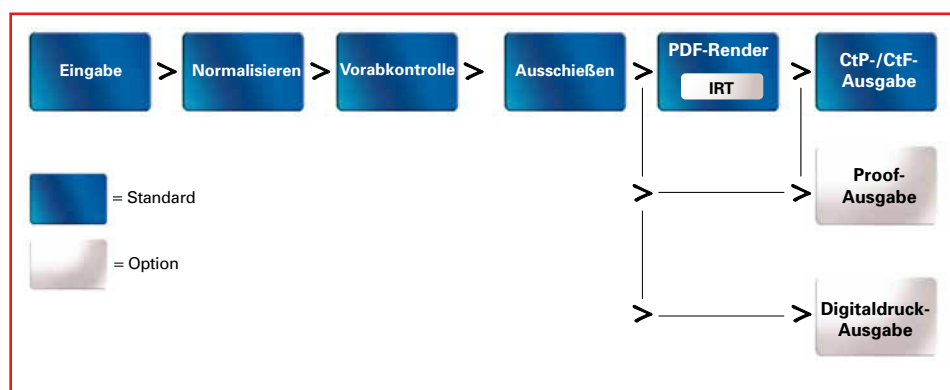 Eingabe > Normalisieren > Vorabkontrolle > Ausschießen > PDF-Render > CtP-/CtF-
Ausgabe
IRT
= Standard
= Option
> > Proof-
Ausgabe
> > Digitaldruck-
Ausgabe